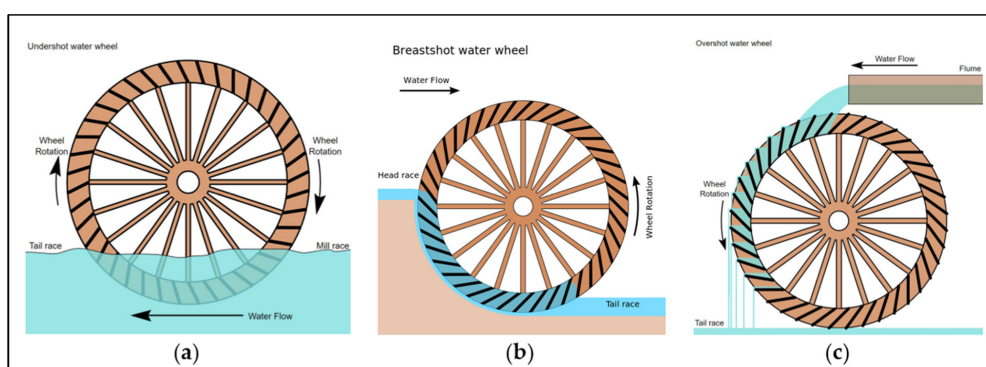 Undershot water wheel
Wheel
Rotation
Wheel
Rotation
Tail race
Mill race
Water Flow
(a)
Breastshot water wheel
Water Flow
Head race
Wheel Rotation
Tail race
(b)
Overshot water wheel
Water Flow
Flume
Wheel
Rotation
Tail race
(c)